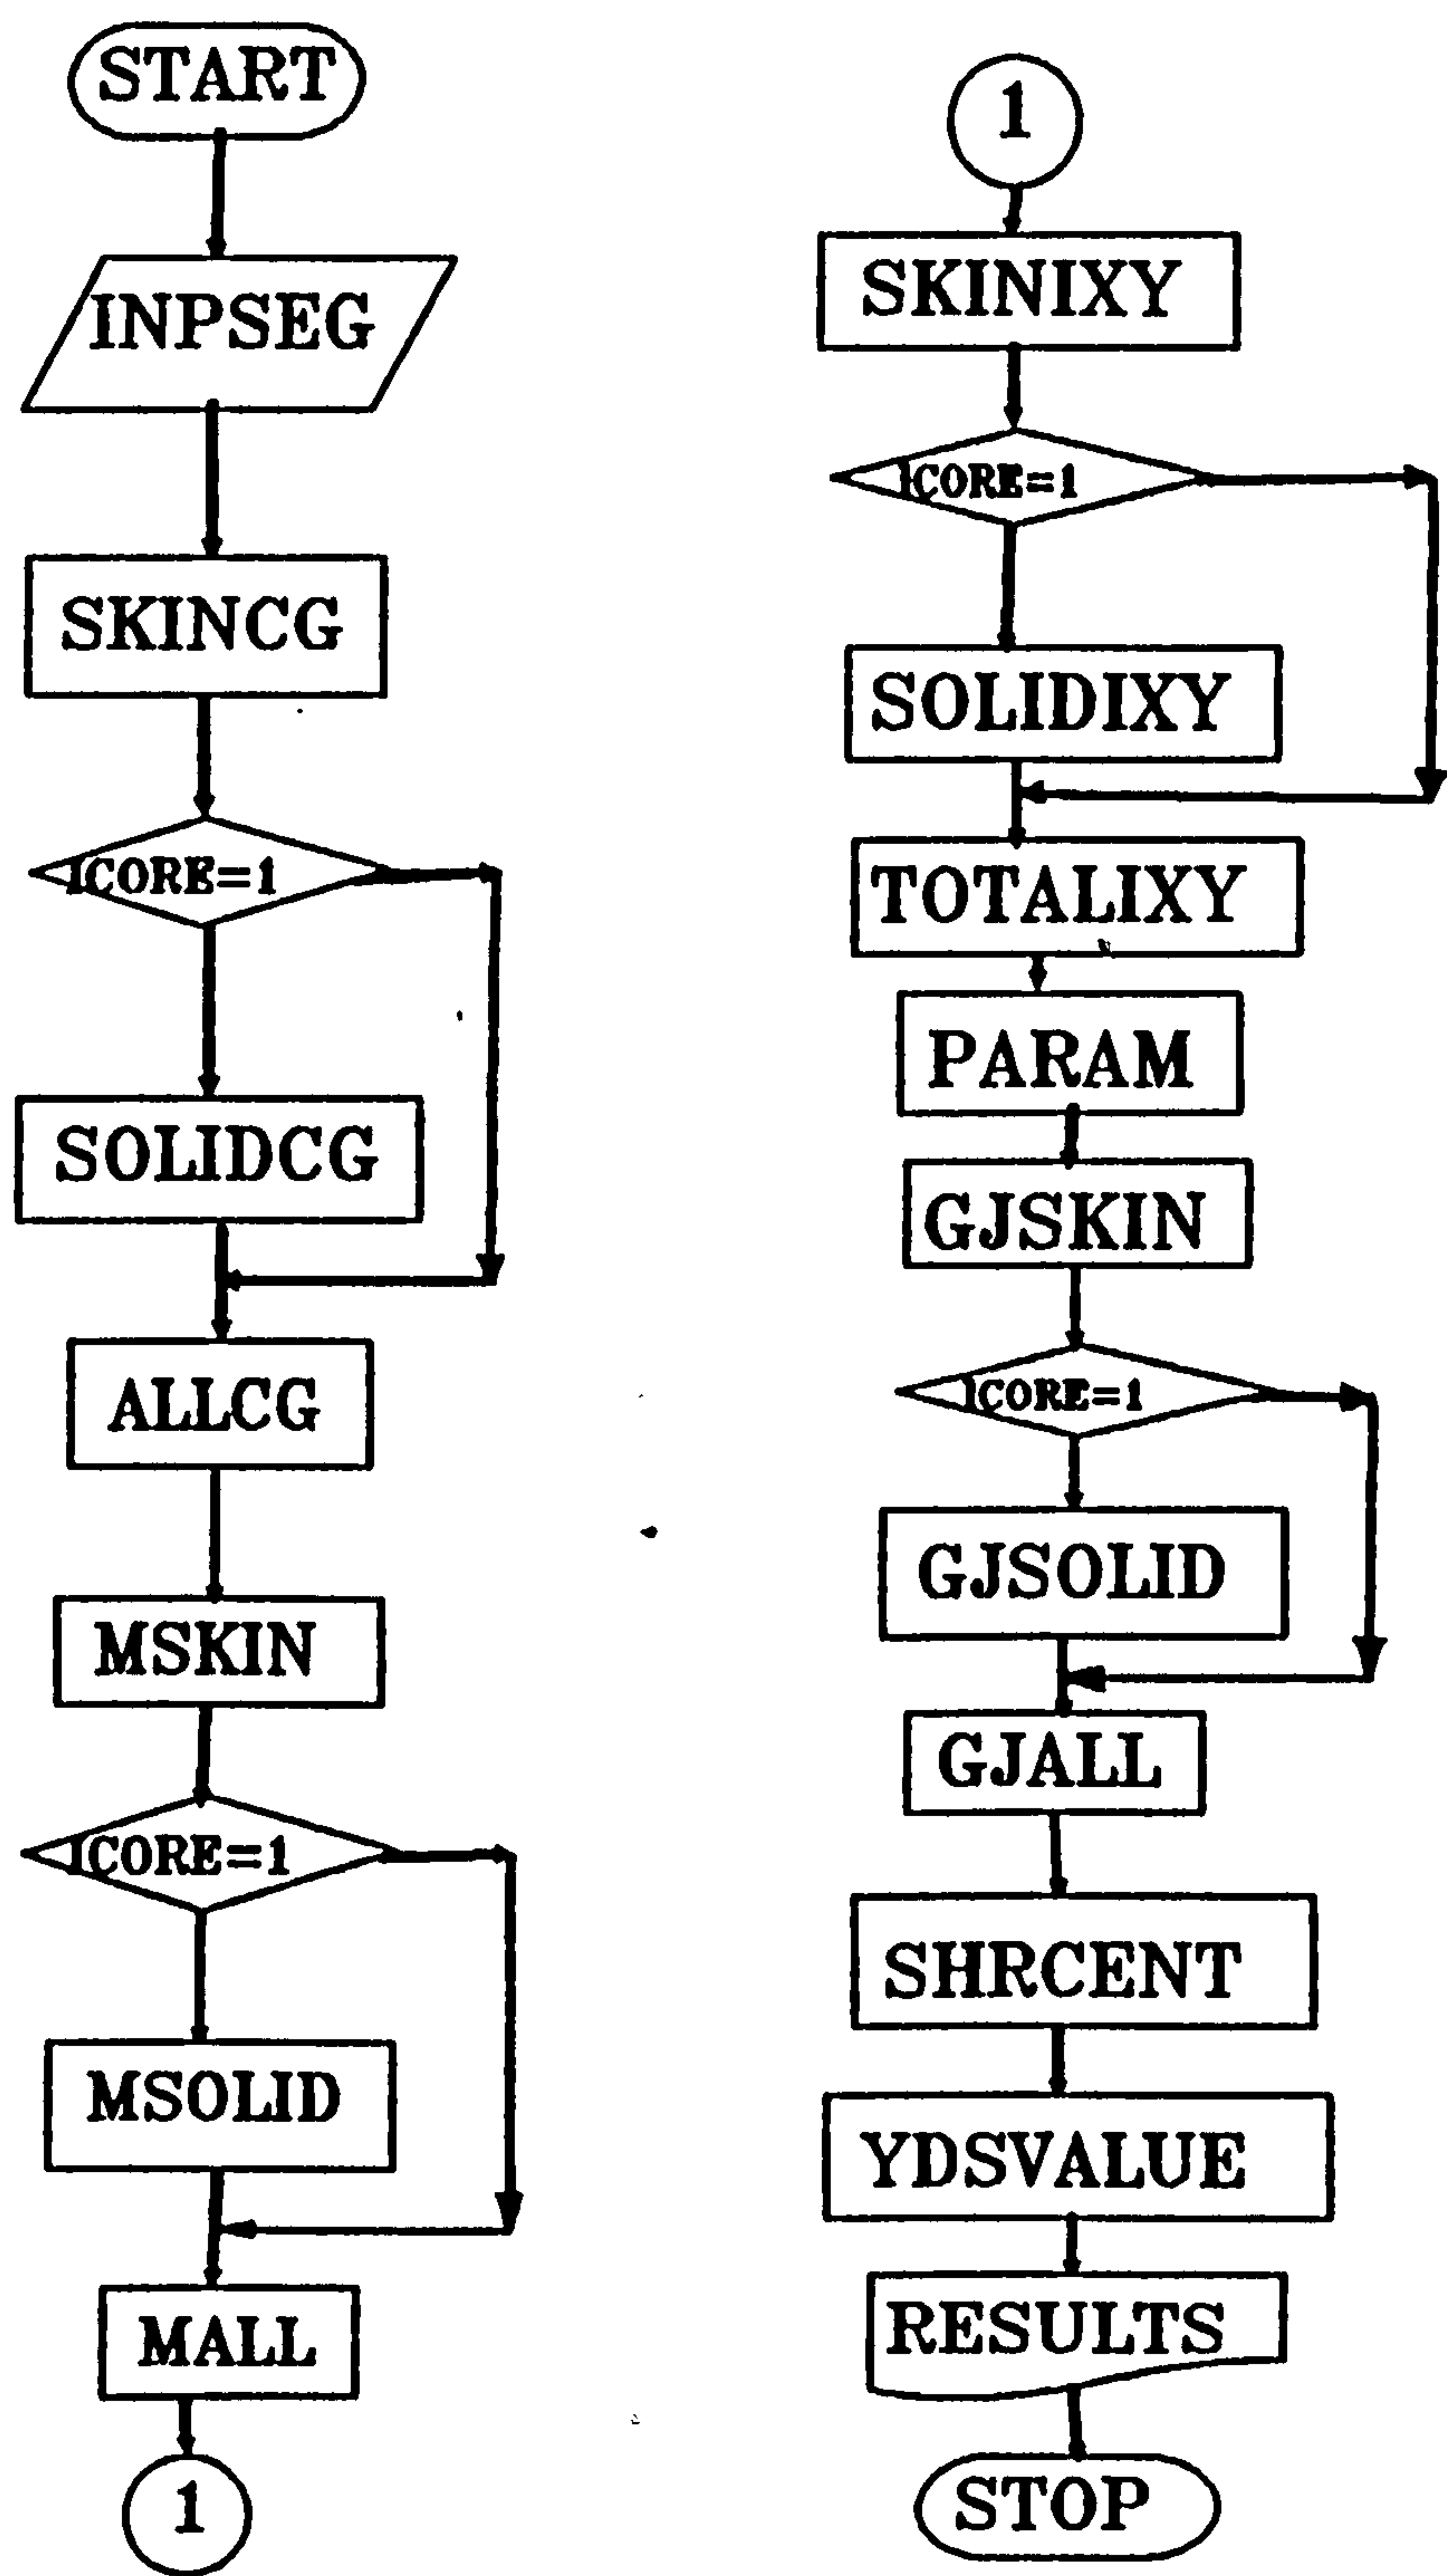 START
INPSEG
SKINCG
ICORE=1
SOLIDCG
ALLCG
MSKIN
ICORE=1
MSOLID
MALL
1
1
SKINIXY
ICORE=1
SOLIDIXY
TOTALIXY
PARAM
GJSKIN
ICORE=1
GJSOLID
GJALL
SHRCENT
YDSVALUE
RESULTS
STOP